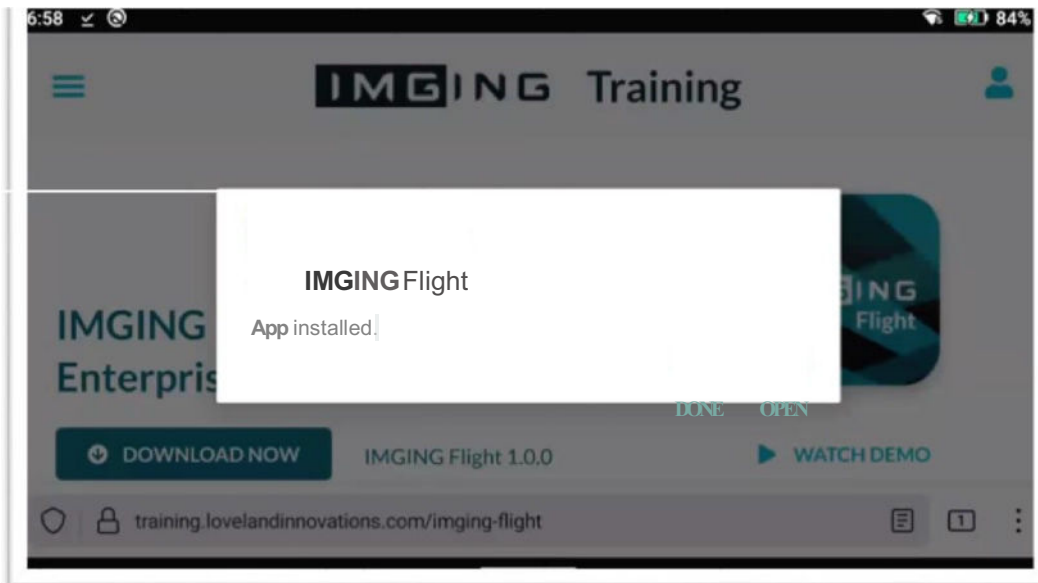 6:58 84%
IMGING Training
IMGING Flight
App installed.
DONE OPEN
ING
Flight
IMGING
Enterpris
DOWNLOAD NOW IMGING Flight 1.0.0 WATCH DEMO
training.lovelandinnovations.com/imging-flight 1